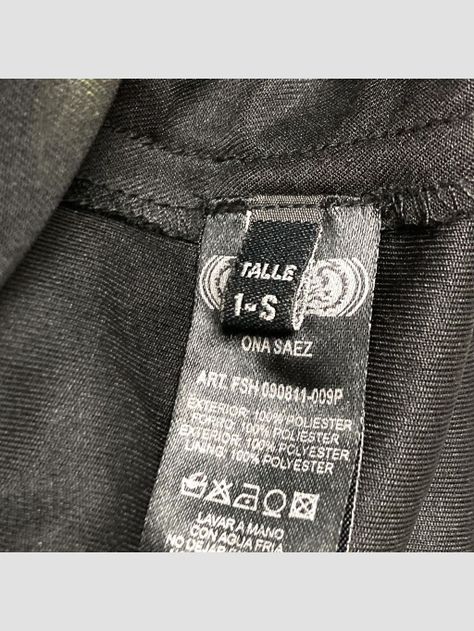 TALLE
1-S
ONA SAEZ
ART. FSH 090811-009P
EXTERIOR: 100% POLIESTER
FORRO: 100% POLIESTER
EXTERIOR: 100% POLYESTER
LINING: 100% POLYESTER
LAVAR A MANO
CON AGUA FRIA